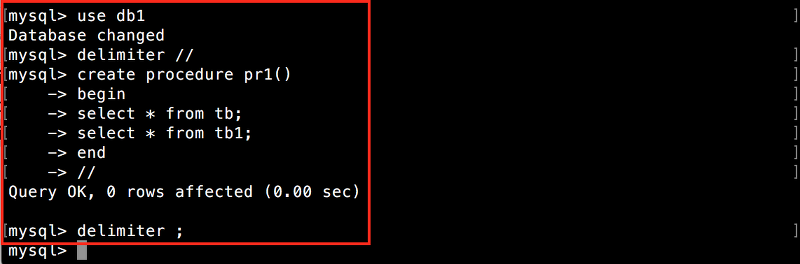 [mysql> use db1 ]
Database changed
[mysql> delimiter // ]
[mysql> create procedure pr1() ]
[    -> begin ]
[    -> select * from tb; ]
[    -> select * from tb1; ]
[    -> end ]
[    -> // ]
Query OK, 0 rows affected (0.00 sec)
[mysql> delimiter ; ]
mysql>